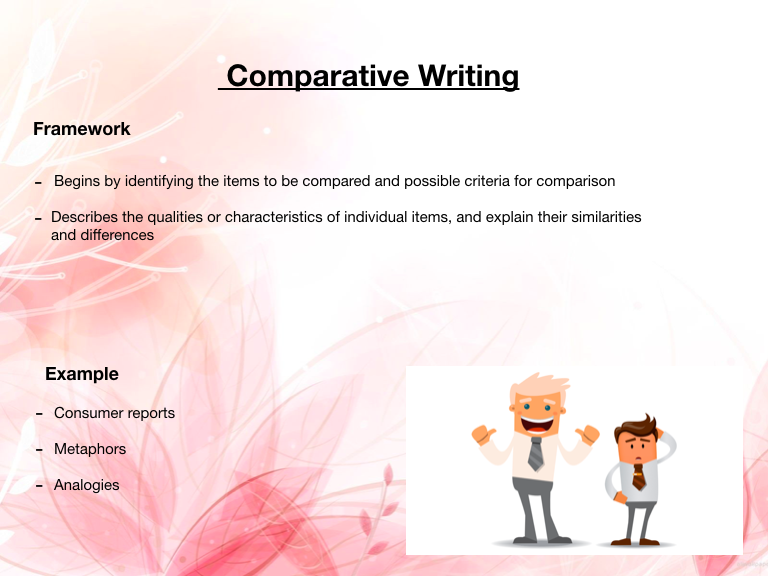 Comparative Writing
Framework
- Begins by identifying the items to be compared and possible criteria for comparison
- Describes the qualities or characteristics of individual items, and explain their similarities
and differences
Example
- Consumer reports
- Metaphors
- Analogies